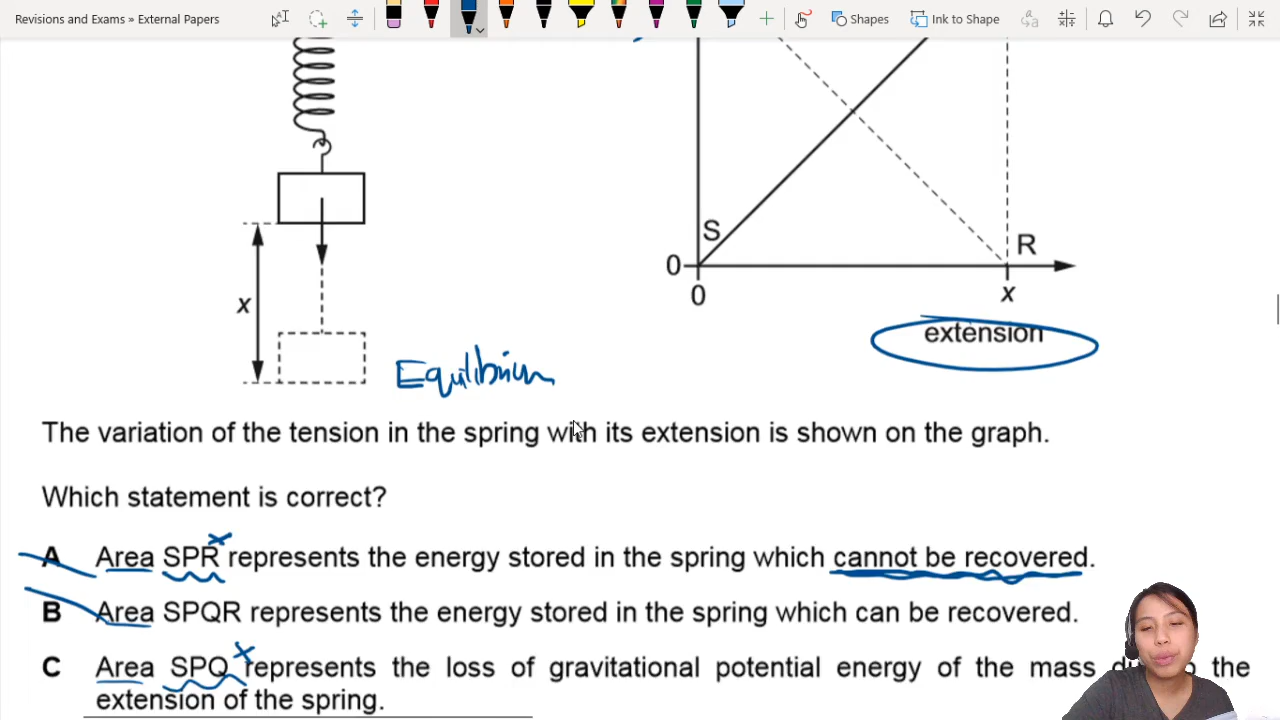 Revisions and Exams » External Papers
Shapes
Ink to Shape
S
R
0
0
x
x
extension
Equilibrium
The variation of the tension in the spring with its extension is shown on the graph.
Which statement is correct?
A Area SPR represents the energy stored in the spring which cannot be recovered.
B Area SPQR represents the energy stored in the spring which can be recovered.
C Area SPQ represents the loss of gravitational potential energy of the mass the
extension of the spring.